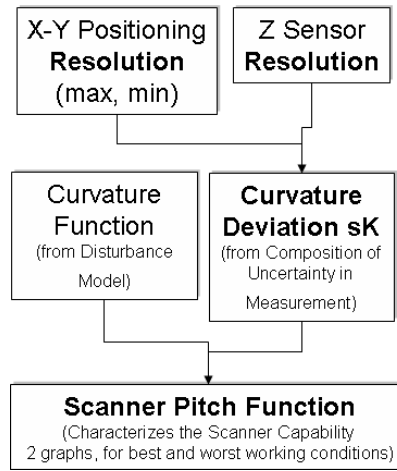 X-Y Positioning
Resolution
(max, min)
Z Sensor
Resolution
Curvature
Function
(from Disturbance
Model)
Curvature
Deviation sK
(from Composition of
Uncertainty in
Measurement)
Scanner Pitch Function
(Characterizes the Scanner Capability
2 graphs, for best and worst working conditions)